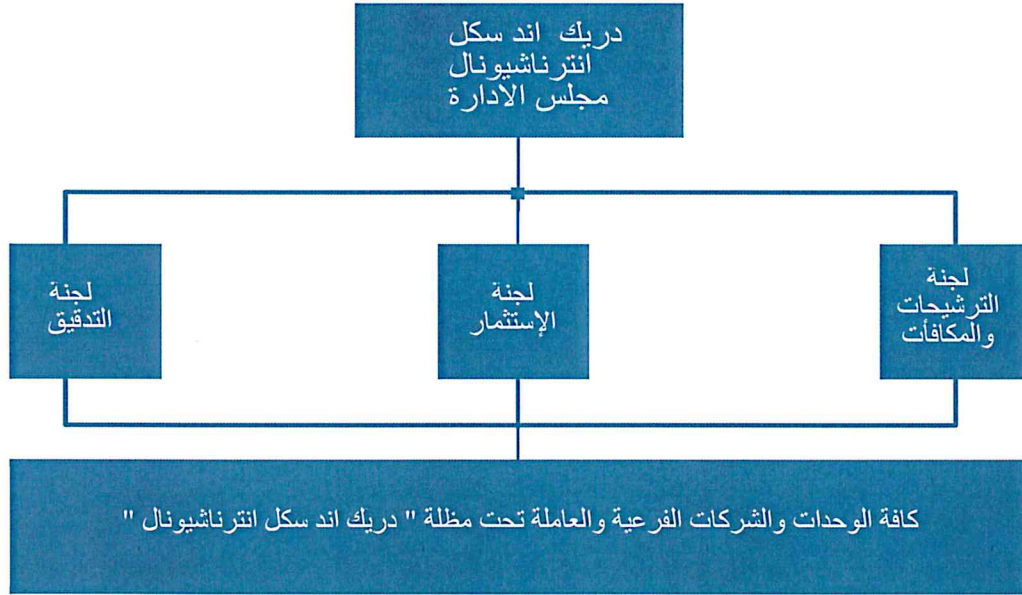 دريك اند سكل
انترناشيونال
مجلس الادارة
لجنة
الترشيحات
والمكافأت
لجنة
الإستثمار
لجنة
التدقيق
كافة الوحدات والشركات الفرعية والعاملة تحت مظلة " دريك اند سكل انترناشيونال "